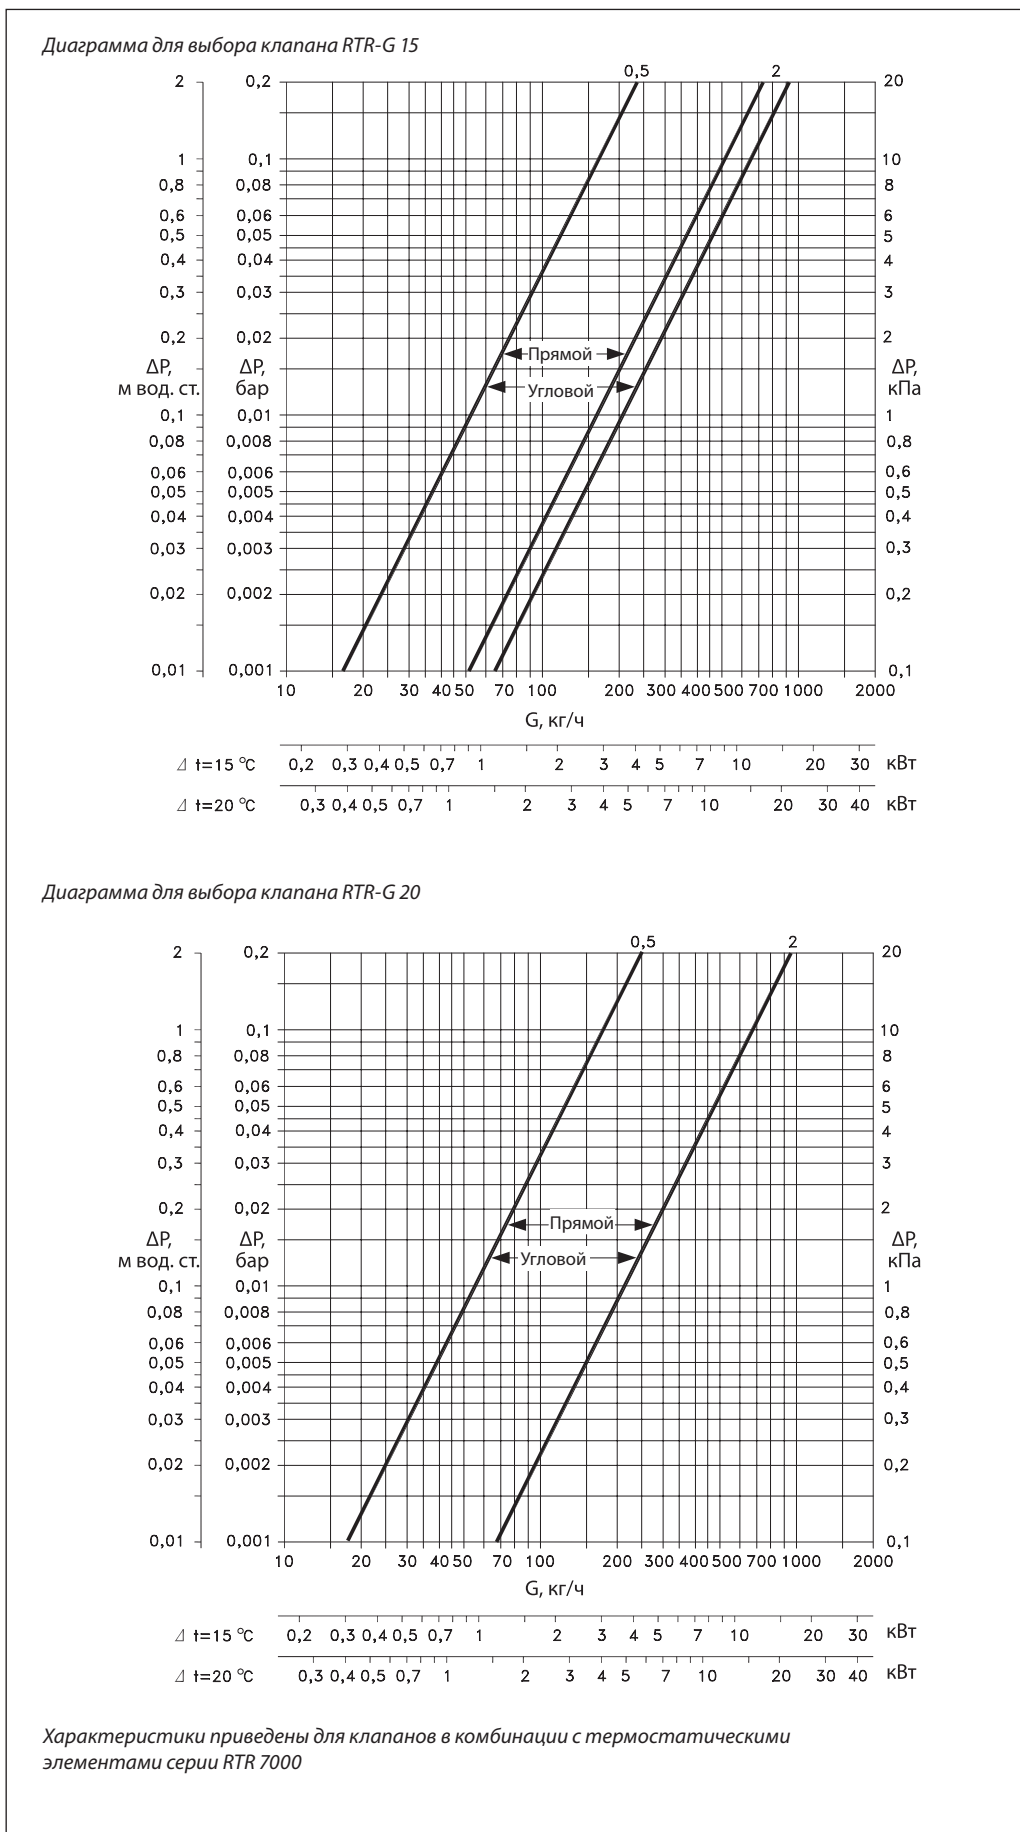 Диаграмма для выбора клапана RTR-G 15
0,5 2
2 0,2 20
1 0,1 10
0,8 0,08 8
0,6 0,06 6
0,5 0,05 5
0,4 0,04 4
0,3 0,03 3
0,2 0,02 2
Прямой
ΔP, ΔP, ΔP,
м вод. ст. бар кПа
Угловой
0,1 0,01 1
0,08 0,008 0,8
0,06 0,006 0,6
0,05 0,005 0,5
0,04 0,004 0,4
0,03 0,003 0,3
0,02 0,002 0,2
0,01 0,001 0,1
10 20 30 40 50 70 100 200 300 400 500 700 1000 2000
G, кг/ч
⊿ t=15 °C 0,2 0,3 0,4 0,5 0,7 1 2 3 4 5 7 10 20 30 кВт
⊿ t=20 °C 0,3 0,4 0,5 0,7 1 2 3 4 5 7 10 20 30 40 кВт
Диаграмма для выбора клапана RTR-G 20
0,5 2
2 0,2 20
1 0,1 10
0,8 0,08 8
0,6 0,06 6
0,5 0,05 5
0,4 0,04 4
0,3 0,03 3
0,2 0,02 2
Прямой
ΔP, ΔP, ΔP,
м вод. ст. бар кПа
Угловой
0,1 0,01 1
0,08 0,008 0,8
0,06 0,006 0,6
0,05 0,005 0,5
0,04 0,004 0,4
0,03 0,003 0,3
0,02 0,002 0,2
0,01 0,001 0,1
10 20 30 40 50 70 100 200 300 400 500 700 1000 2000
G, кг/ч
⊿ t=15 °C 0,2 0,3 0,4 0,5 0,7 1 2 3 4 5 7 10 20 30 кВт
⊿ t=20 °C 0,3 0,4 0,5 0,7 1 2 3 4 5 7 10 20 30 40 кВт
Характеристики приведены для клапанов в комбинации с термостатическими
элементами серии RTR 7000